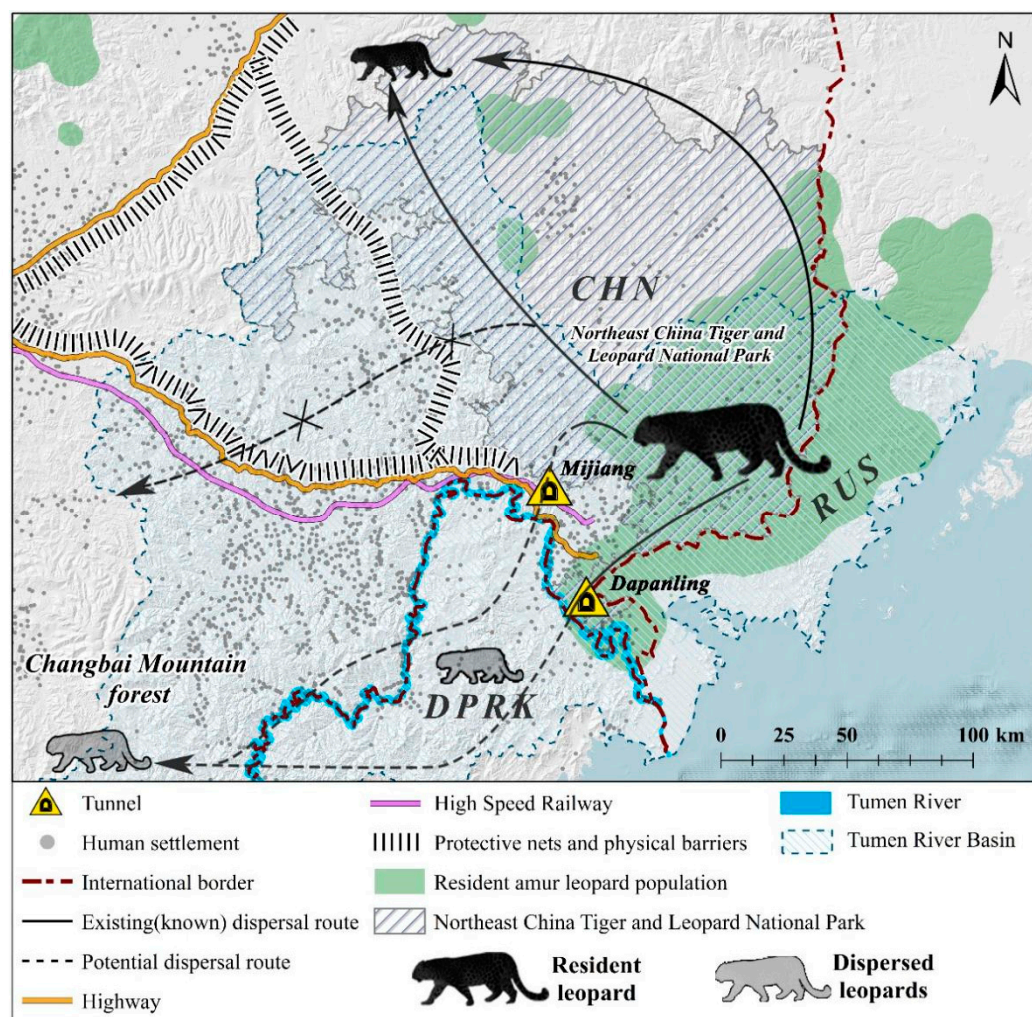 N
CHN
Northeast China Tiger and
Leopard National Park
Mijiang
RUS
Dapanling
Changbai Mountain
forest
DPRK
0 25 50 100 km
Tunnel
High Speed Railway
Tumen River
Human settlement
Protective nets and physical barriers
Tumen River Basin
International border
Resident amur leopard population
Existing(known) dispersal route
Northeast China Tiger and Leopard National Park
Potential dispersal route
Resident
leopard
Dispersed
leopards
Highway